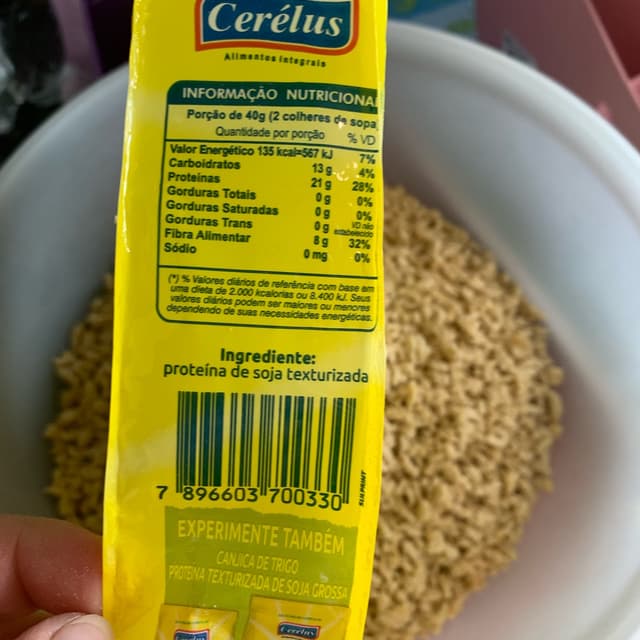 Cerélus
Alimentos Integrais
INFORMAÇÃO NUTRICIONAL
Porção de 40g (2 colheres de sopa)
Quantidade por porção % VD
Valor Energético 135 kcal=567 kJ 7%
Carboidratos 13 g 4%
Proteínas 21 g 28%
Gorduras Totais 0 g 0%
Gorduras Saturadas 0 g 0%
Gorduras Trans 0 g VD não estabelecido
Fibra Alimentar 8 g 32%
Sódio 0 mg 0%
(*) % Valores diários de referência com base em
uma dieta de 2.000 kcalorias ou 8.400 kJ. Seus
valores diários podem ser maiores ou menores
dependendo de suas necessidades energéticas.
Ingrediente:
proteína de soja texturizada
7 896603 700330
SULPRINT
EXPERIMENTE TAMBÉM
CANJICA DE TRIGO
PROTEÍNA TEXTURIZADA DE SOJA GROSSA
Cerélus